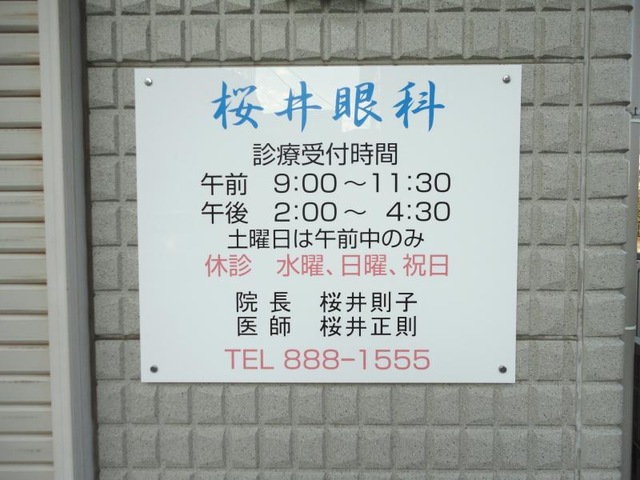 桜井眼科
診療受付時間
午前 9:00～11:30
午後 2:00～ 4:30
土曜日は午前中のみ
休診 水曜、日曜、祝日
院長 桜井則子
医師 桜井正則
TEL 888-1555